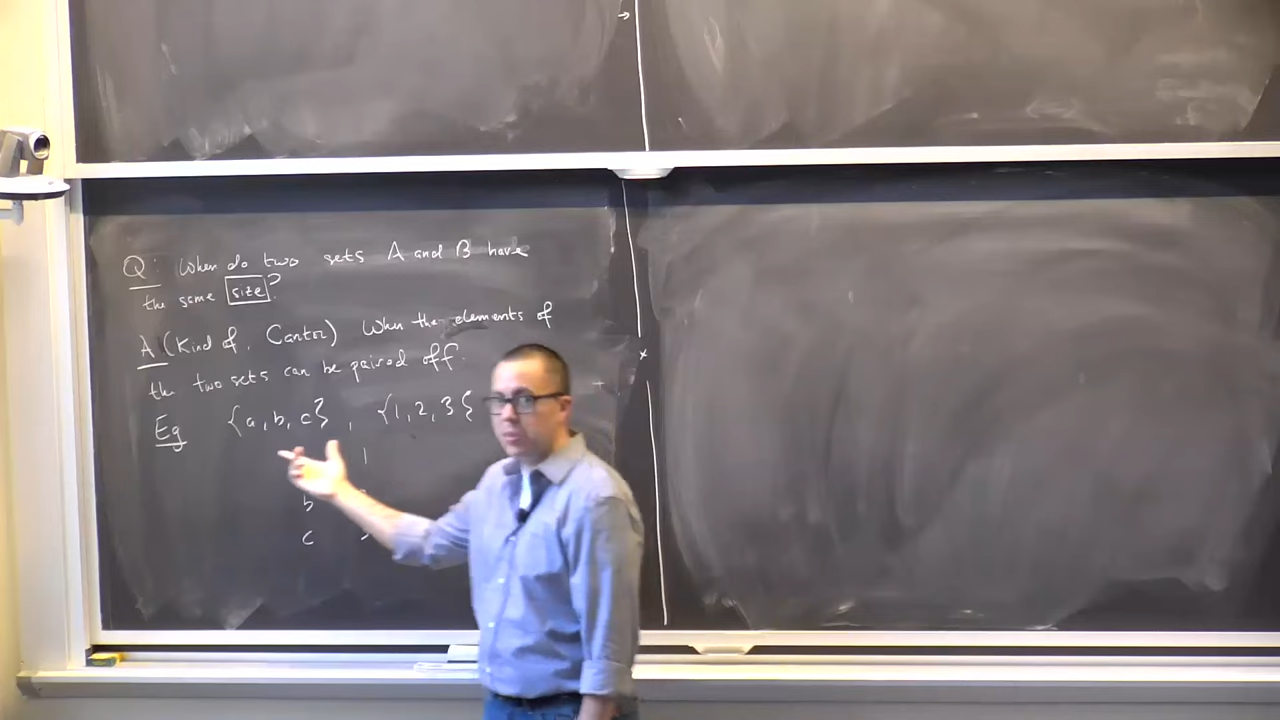 Q: When do two sets A and B have
the same size?
A (Kind of, Cantor) When the elements of
the two sets can be paired off.
Eg {a, b, c} , {1, 2, 3}
1
b
c